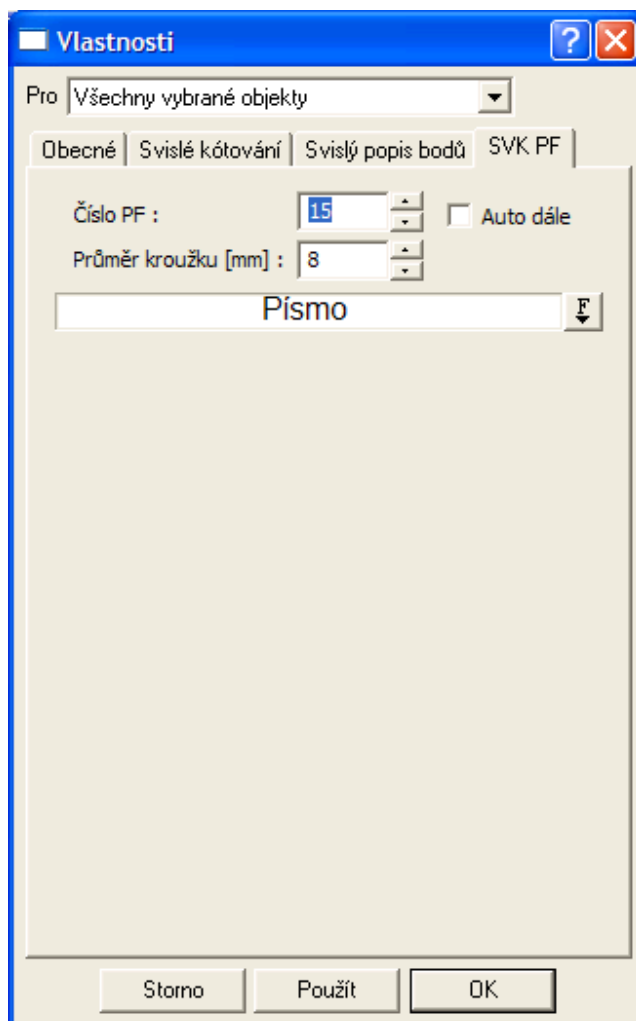 Vlastnosti
Pro Všechny vybrané objekty
Obecné Svislé kótování Svislý popis bodů SVK PF
Číslo PF : 15 Auto dále
Průměr kroužku [mm] : 8
Písmo F
Storno Použít OK